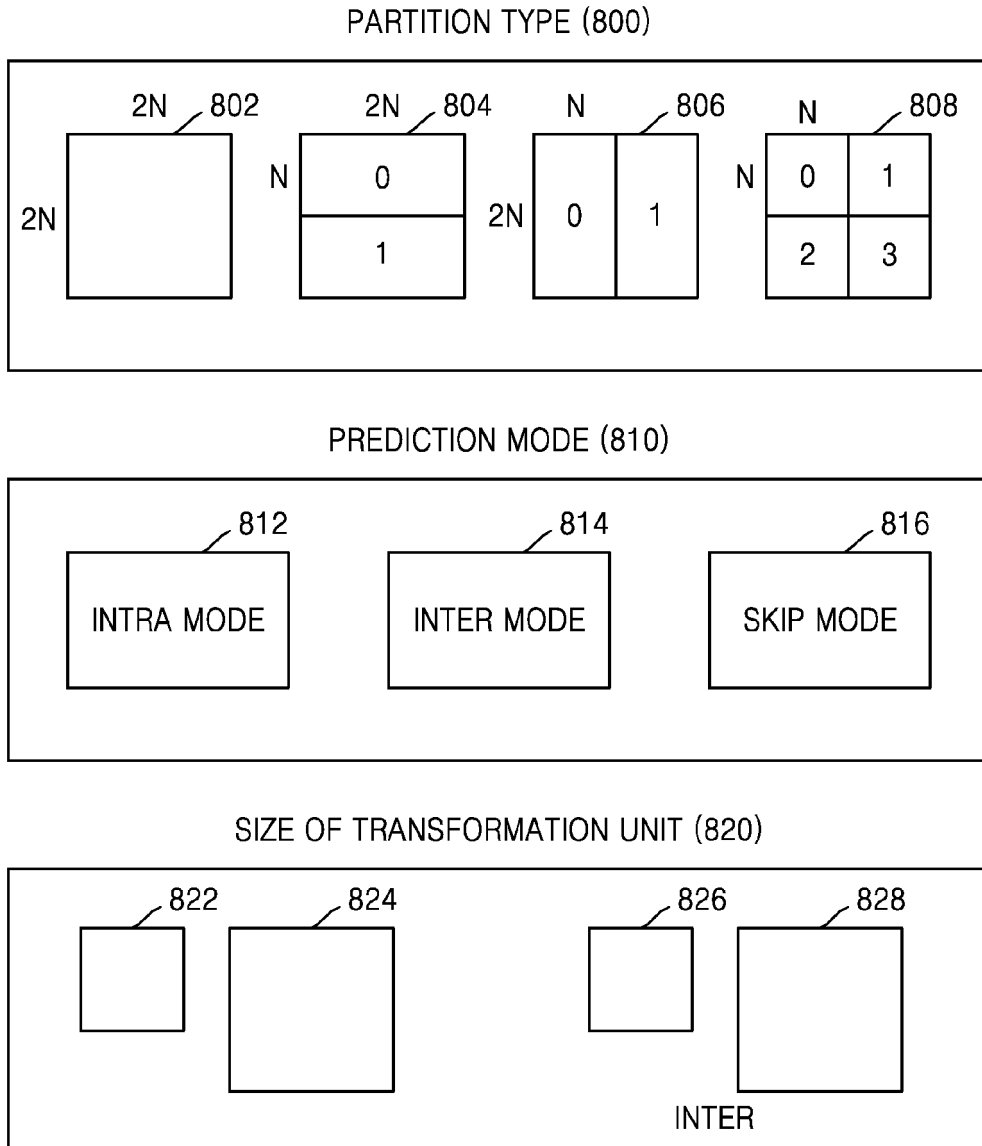 PARTITION TYPE (800)
2N 802 2N 804 N 806 N 808
2N N 0 1 2N 0 1 N 0 1 2 3
PREDICTION MODE (810)
812 814 816
INTRA MODE INTER MODE SKIP MODE
SIZE OF TRANSFORMATION UNIT (820)
822 824 826 828
INTER